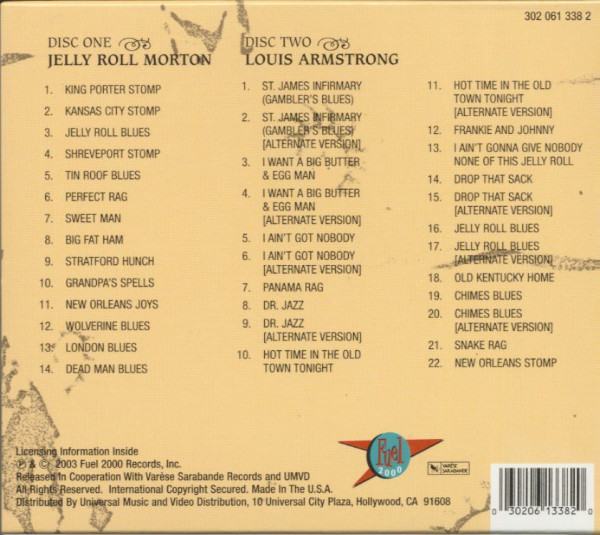 302 061 338 2
DISC ONE
JELLY ROLL MORTON
1. KING PORTER STOMP
2. KANSAS CITY STOMP
3. JELLY ROLL BLUES
4. SHREVEPORT STOMP
5. TIN ROOF BLUES
6. PERFECT RAG
7. SWEET MAN
8. BIG FAT HAM
9. STRATFORD HUNCH
10. GRANDPA'S SPELLS
11. NEW ORLEANS JOYS
12. WOLVERINE BLUES
13. LONDON BLUES
14. DEAD MAN BLUES
DISC TWO
LOUIS ARMSTRONG
1. ST. JAMES INFIRMARY
(GAMBLER'S BLUES)
2. ST. JAMES INFIRMARY
(GAMBLER'S BLUES)
[ALTERNATE VERSION]
3. I WANT A BIG BUTTER
& EGG MAN
4. I WANT A BIG BUTTER
& EGG MAN
[ALTERNATE VERSION]
5. I AIN'T GOT NOBODY
6. I AIN'T GOT NOBODY
[ALTERNATE VERSION]
7. PANAMA RAG
8. DR. JAZZ
9. DR. JAZZ
[ALTERNATE VERSION]
10. HOT TIME IN THE OLD
TOWN TONIGHT
11. HOT TIME IN THE OLD
TOWN TONIGHT
[ALTERNATE VERSION]
12. FRANKIE AND JOHNNY
13. I AIN'T GONNA GIVE NOBODY
NONE OF THIS JELLY ROLL
14. DROP THAT SACK
15. DROP THAT SACK
[ALTERNATE VERSION]
16. JELLY ROLL BLUES
17. JELLY ROLL BLUES
[ALTERNATE VERSION]
18. OLD KENTUCKY HOME
19. CHIMES BLUES
20. CHIMES BLUES
[ALTERNATE VERSION]
21. SNAKE RAG
22. NEW ORLEANS STOMP
Licensing Information Inside
℗ & © 2003 Fuel 2000 Records, Inc.
Released In Cooperation With Varèse Sarabande Records and UMVD
All Rights Reserved. International Copyright Secured. Made In The U.S.A.
Distributed By Universal Music and Video Distribution, 10 Universal City Plaza, Hollywood, CA 91608
Fuel
2000
VARÈSE
SARABANDE
0 30206 13382 0